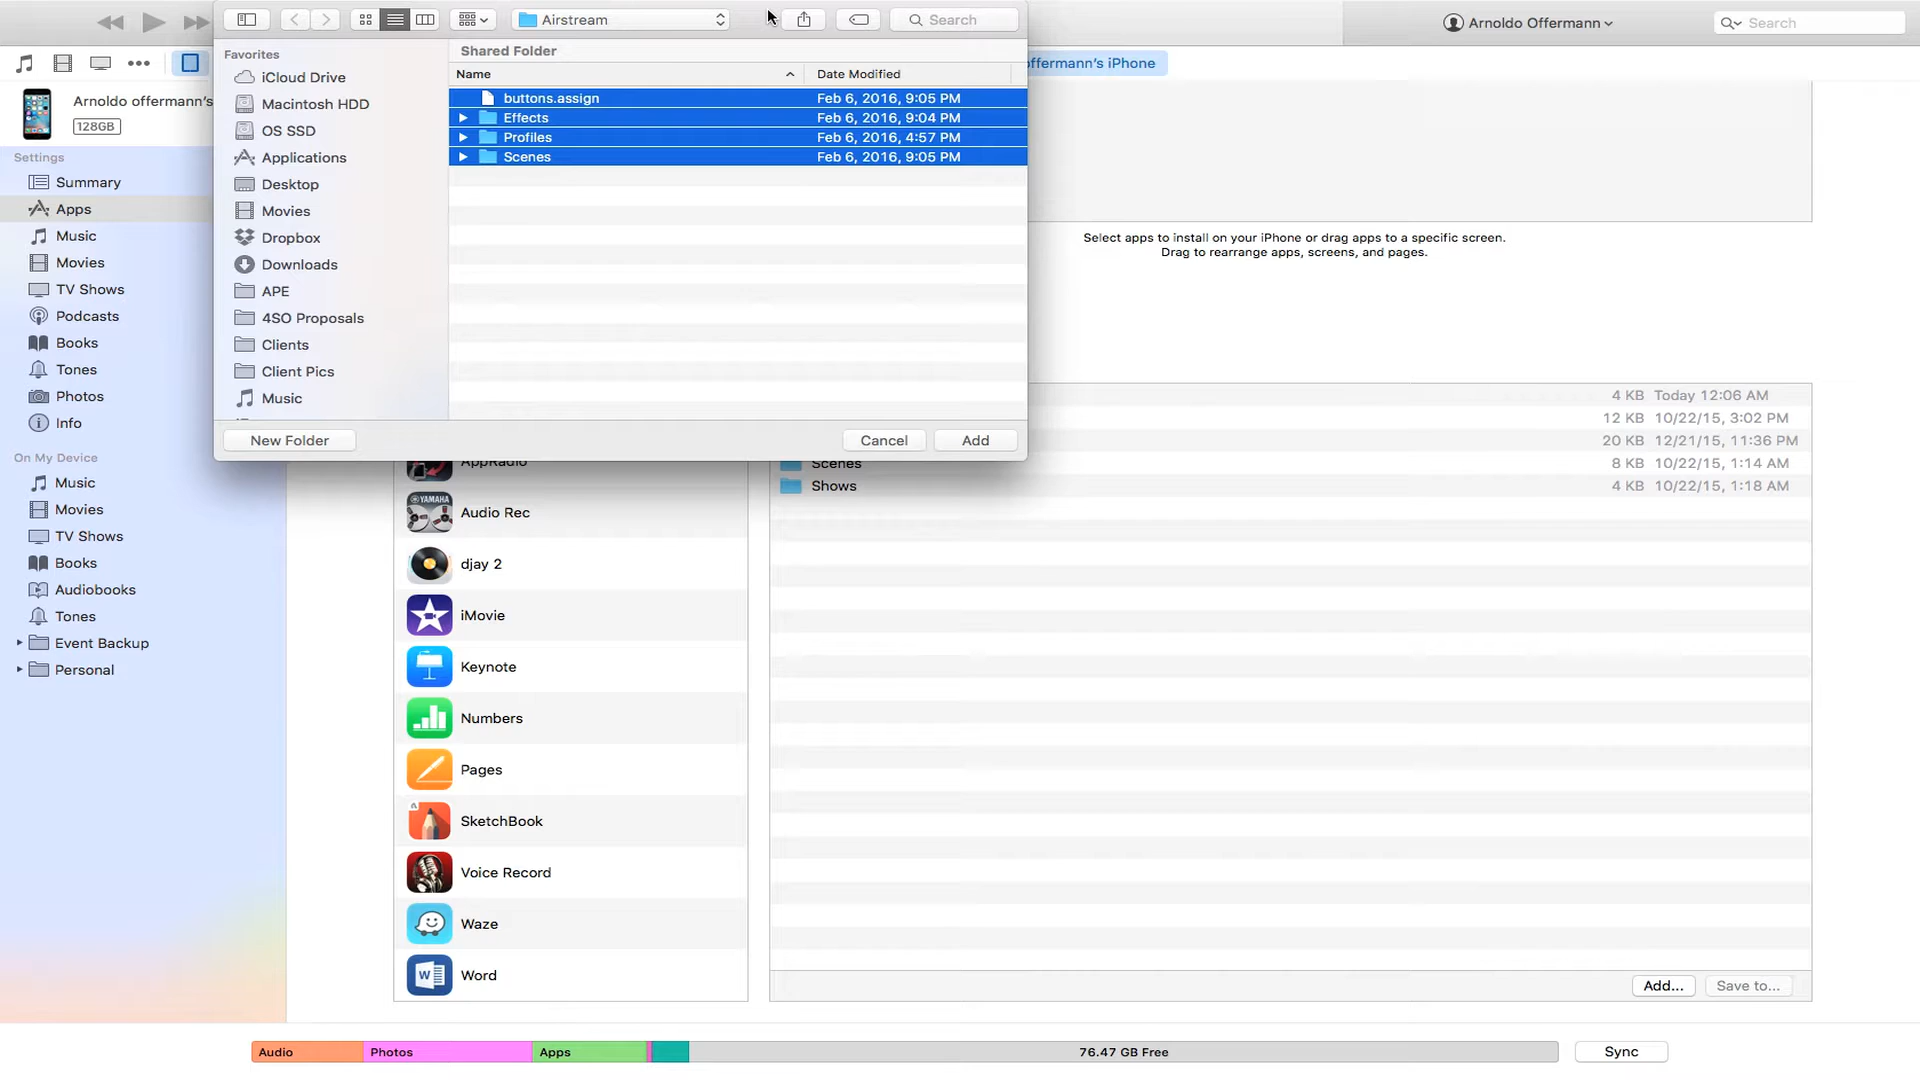 Airstream
Search
Arnoldo Offermann
Search
Favorites
iCloud Drive
Macintosh HDD
OS SSD
Applications
Desktop
Movies
Dropbox
Downloads
APE
4SO Proposals
Clients
Client Pics
Music
Shared Folder
Name
Date Modified
buttons.assign Feb 6, 2016, 9:05 PM
Effects Feb 6, 2016, 9:04 PM
Profiles Feb 6, 2016, 4:57 PM
Scenes Feb 6, 2016, 9:05 PM
New Folder
Cancel
Add
offermann's iPhone
Arnoldo offermann's
128GB
Settings
Summary
Apps
Music
Movies
TV Shows
Podcasts
Books
Tones
Photos
Info
On My Device
Music
Movies
TV Shows
Books
Audiobooks
Tones
Event Backup
Personal
Select apps to install on your iPhone or drag apps to a specific screen.
Drag to rearrange apps, screens, and pages.
AppRadio
YAMAHA
Audio Rec
djay 2
iMovie
Keynote
Numbers
Pages
SketchBook
Voice Record
Waze
W
Word
4 KB Today 12:06 AM
12 KB 10/22/15, 3:02 PM
20 KB 12/21/15, 11:36 PM
Scenes 8 KB 10/22/15, 1:14 AM
Shows 4 KB 10/22/15, 1:18 AM
Add...
Save to...
Audio
Photos
Apps
76.47 GB Free
Sync